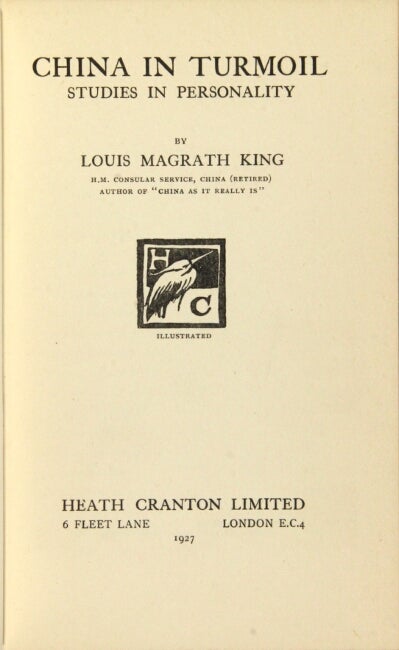 CHINA IN TURMOIL
STUDIES IN PERSONALITY
BY
LOUIS MAGRATH KING
H.M. CONSULAR SERVICE, CHINA (RETIRED)
AUTHOR OF "CHINA AS IT REALLY IS"
H
C
ILLUSTRATED
HEATH CRANTON LIMITED
6 FLEET LANE LONDON E.C.4
1927